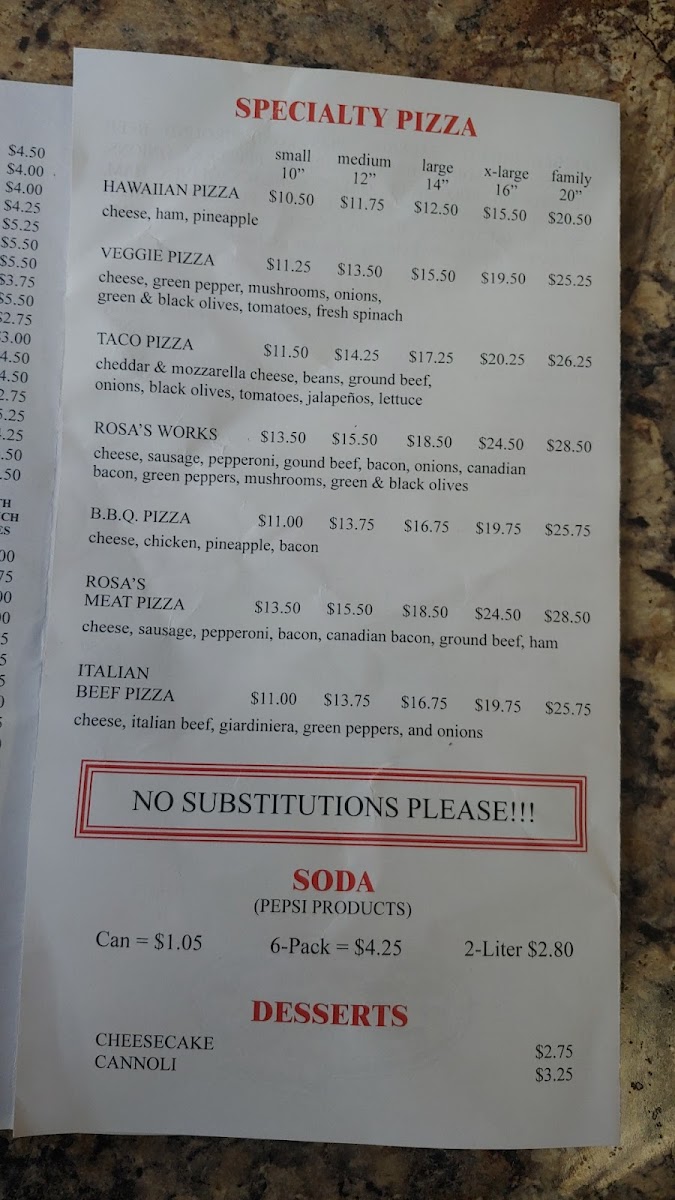 $4.50
$4.00
$4.00
$4.25
$5.25
$5.50
$5.50
$3.75
$5.50
$2.75
3.00
4.50
4.50
2.75
.25
.25
.50
.50
SPECIALTY PIZZA
small medium large x-large family
10” 12” 14” 16” 20”
HAWAIIAN PIZZA $10.50 $11.75 $12.50 $15.50 $20.50
cheese, ham, pineapple
VEGGIE PIZZA $11.25 $13.50 $15.50 $19.50 $25.25
cheese, green pepper, mushrooms, onions,
green & black olives, tomatoes, fresh spinach
TACO PIZZA $11.50 $14.25 $17.25 $20.25 $26.25
cheddar & mozzarella cheese, beans, ground beef,
onions, black olives, tomatoes, jalapeños, lettuce
ROSA’S WORKS $13.50 $15.50 $18.50 $24.50 $28.50
cheese, sausage, pepperoni, gound beef, bacon, onions, canadian
bacon, green peppers, mushrooms, green & black olives
B.B.Q. PIZZA $11.00 $13.75 $16.75 $19.75 $25.75
cheese, chicken, pineapple, bacon
ROSA’S
MEAT PIZZA $13.50 $15.50 $18.50 $24.50 $28.50
cheese, sausage, pepperoni, bacon, canadian bacon, ground beef, ham
ITALIAN
BEEF PIZZA $11.00 $13.75 $16.75 $19.75 $25.75
cheese, italian beef, giardiniera, green peppers, and onions
NO SUBSTITUTIONS PLEASE!!!
SODA
(PEPSI PRODUCTS)
Can = $1.05 6-Pack = $4.25 2-Liter $2.80
DESSERTS
CHEESECAKE $2.75
CANNOLI $3.25